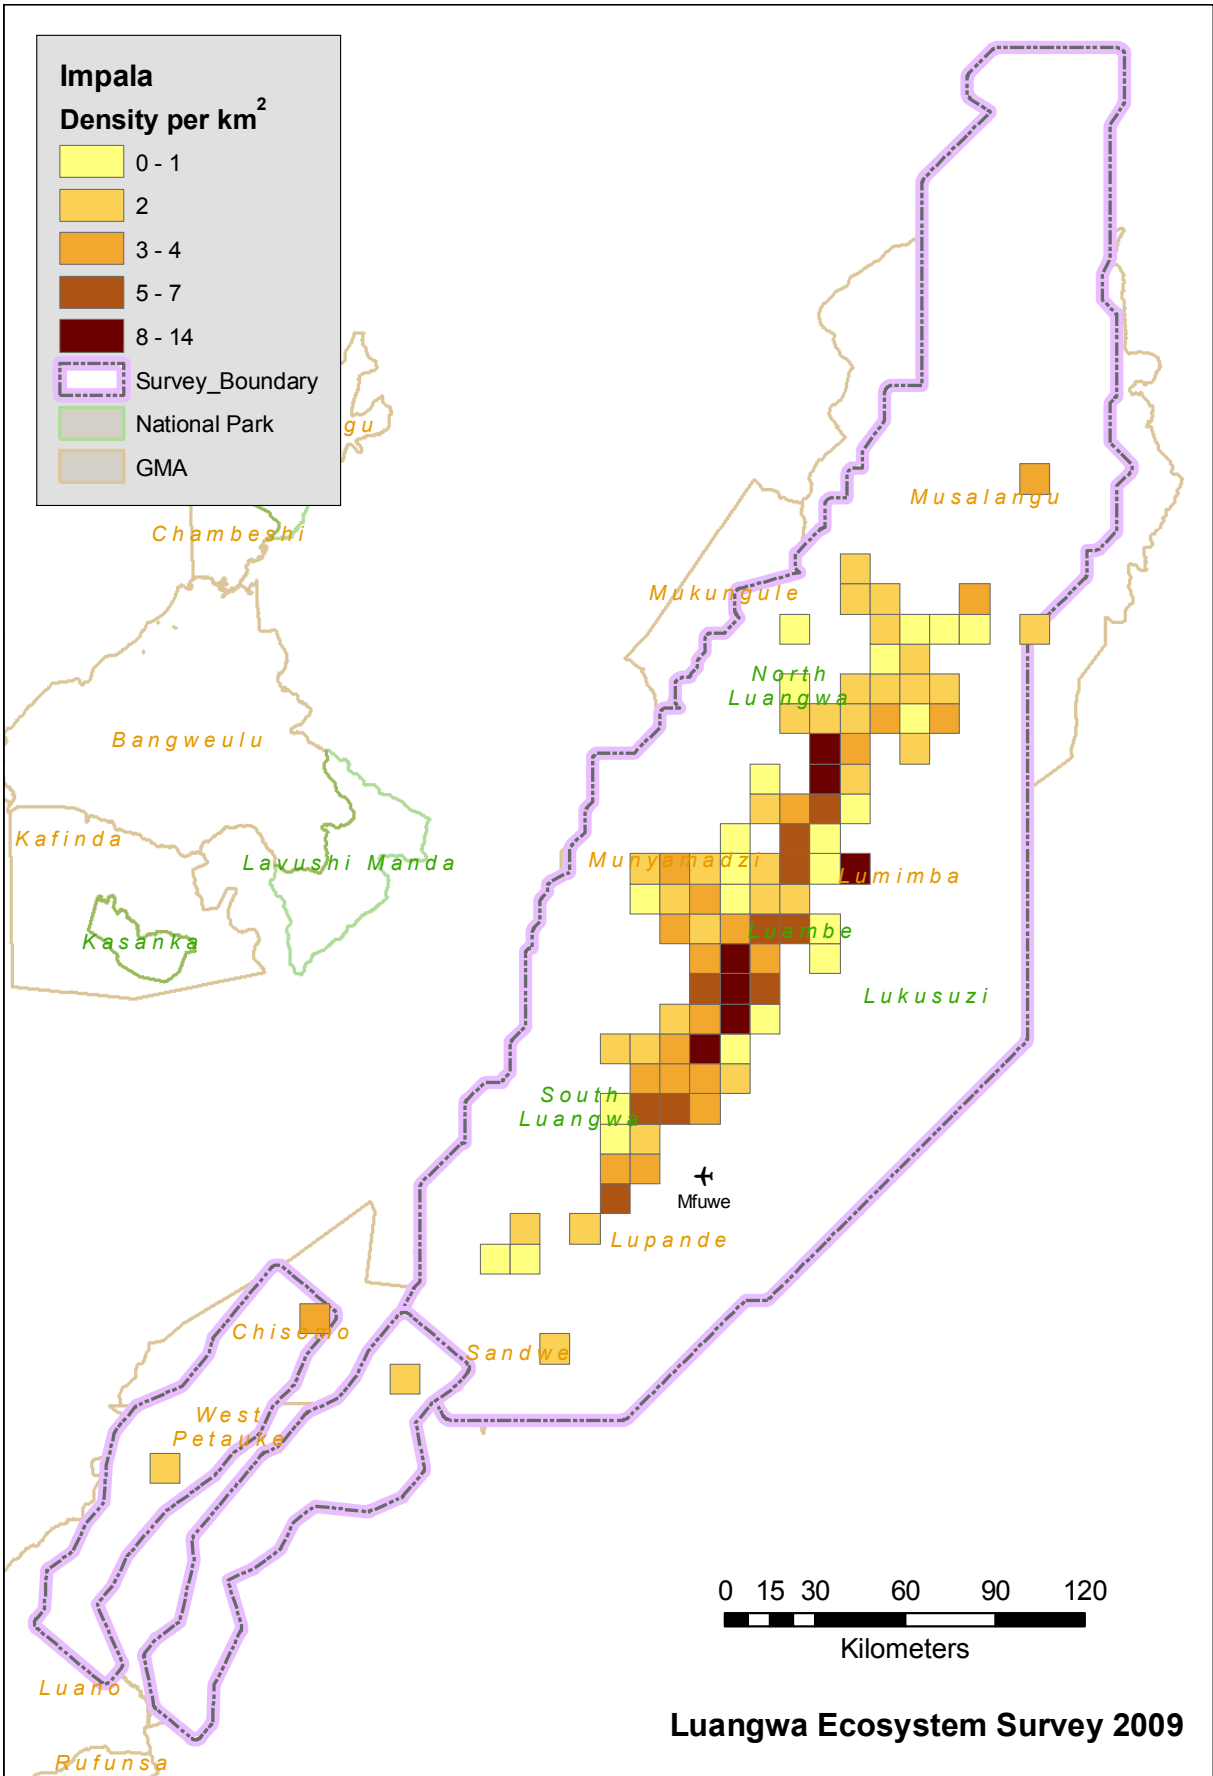 Impala
Density per km2
0 - 1
2
3 - 4
5 - 7
8 - 14
Survey_Boundary
National Park
GMA
gu
Chambeshi
Musalangu
Mukungule
North
Luangwa
Bangweulu
Kafinda
Lavushi Manda
Munyamadzi
Lumimba
Kasanka
Luambe
Lukusuzi
South
Luangwa
Mfuwe
Lupande
Chisomo
Sandwe
West
Petauke
0 15 30 60 90 120
Kilometers
Luano
Luangwa Ecosystem Survey 2009
Rufunsa